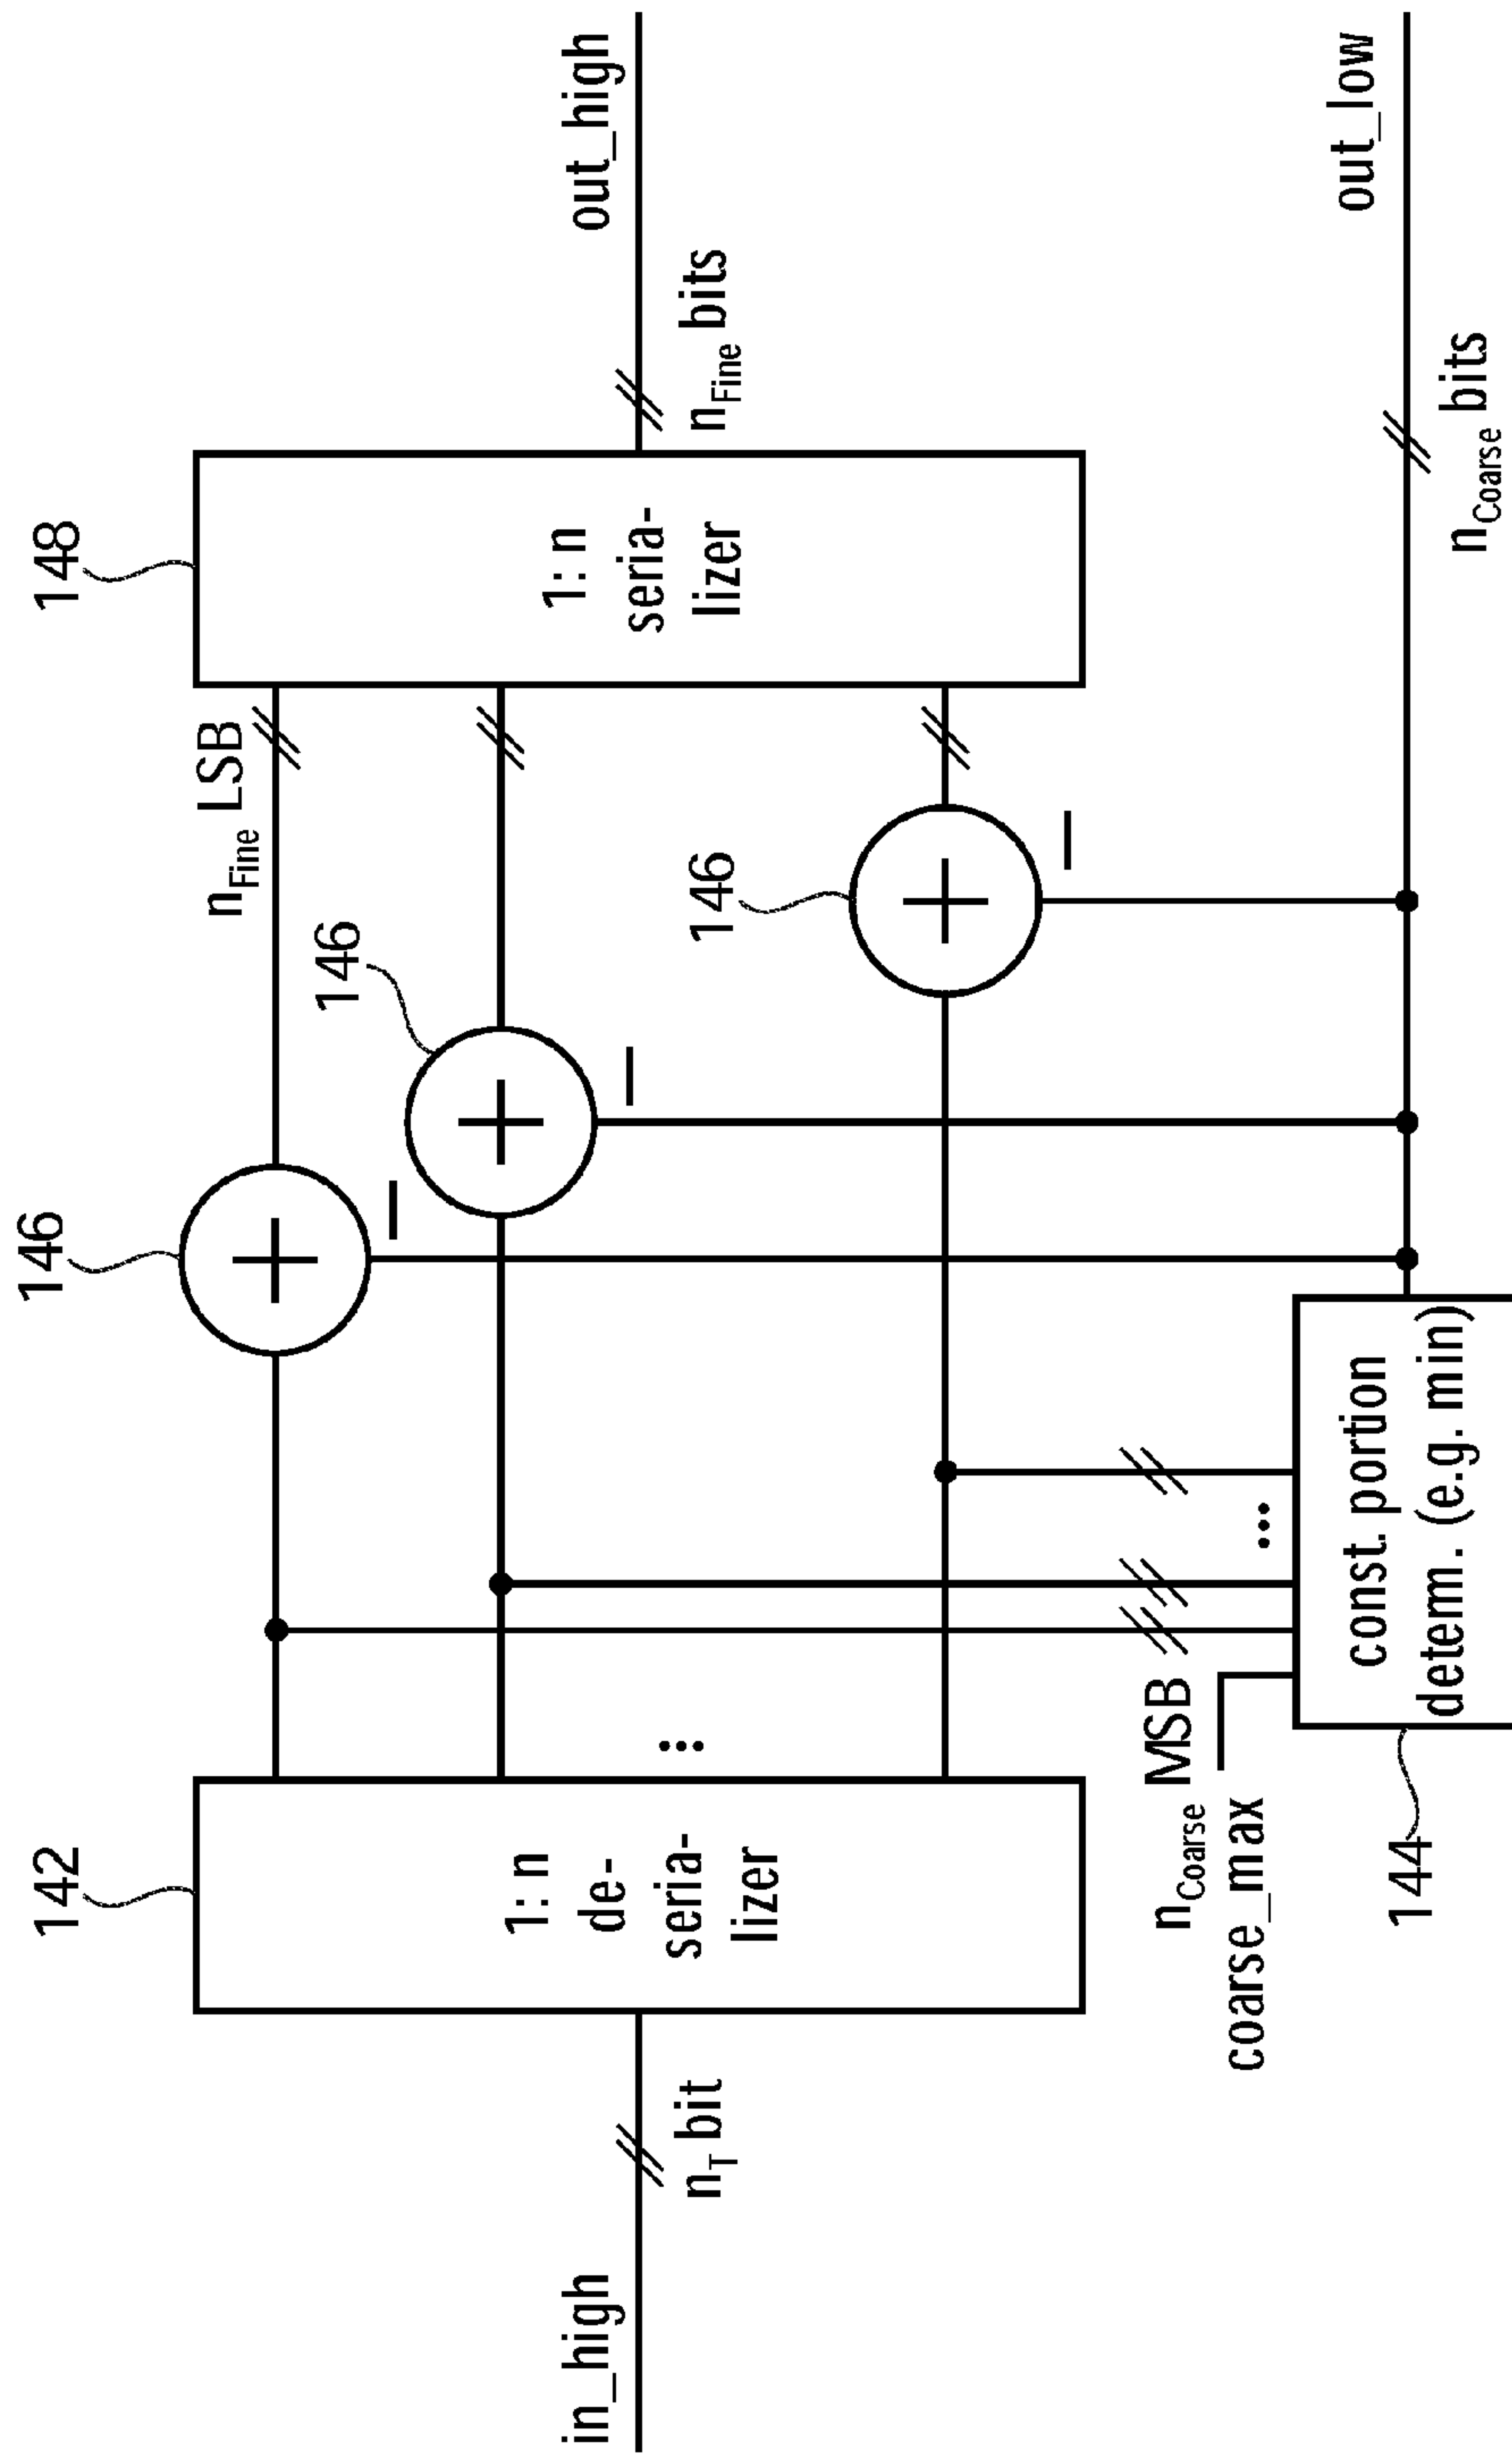 142
148
146
146
146
in_high
n_T bit
1:n
de-
seria-
lizer
n_Fine LSB
1:n
seria-
lizer
out_high
n_Fine bits
n_Coarse MSB
coarse_max
...
...
144
const. portion
determ. (e.g. min)
out_low
n_Coarse bits